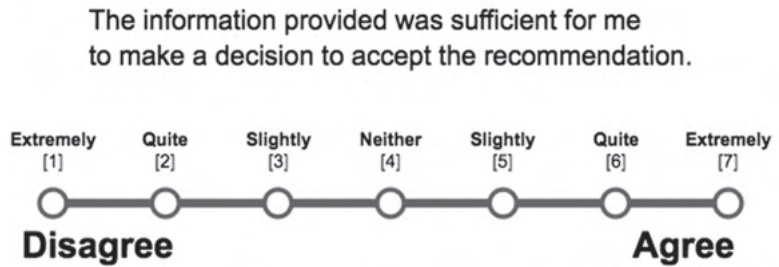 The information provided was sufficient for me
to make a decision to accept the recommendation.
Extremely Quite Slightly Neither Slightly Quite Extremely
[1] [2] [3] [4] [5] [6] [7]
Disagree Agree